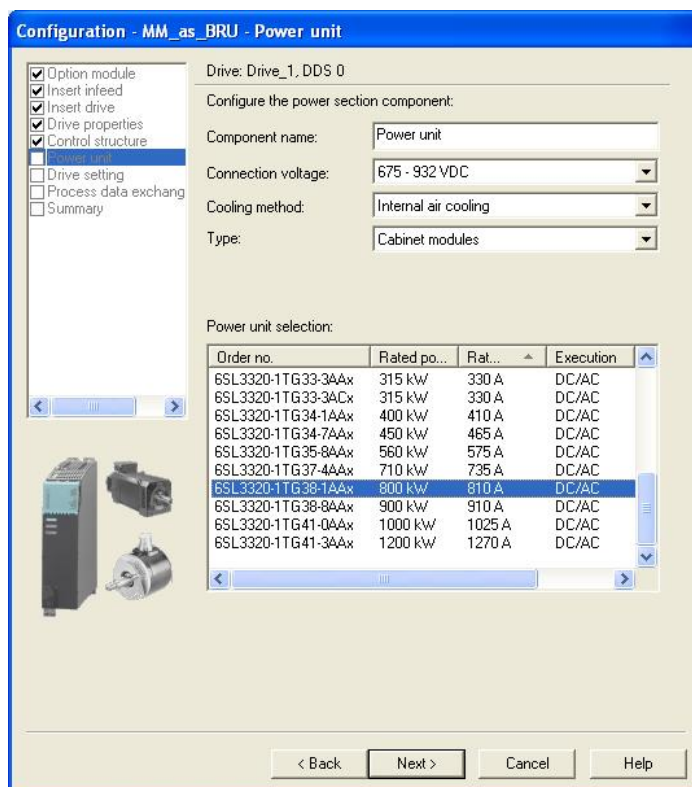 Configuration - MM_as_BRU - Power unit
Option module
Insert infeed
Insert drive
Drive properties
Control structure
Power unit
Drive setting
Process data exchang
Summary
Drive: Drive_1, DDS 0
Configure the power section component:
Component name: Power unit
Connection voltage: 675 - 932 VDC
Cooling method: Internal air cooling
Type: Cabinet modules
Power unit selection:
Order no. Rated po... Rat... Execution
6SL3320-1TG33-3AAx 315 kW 330 A DC/AC
6SL3320-1TG33-3ACx 315 kW 330 A DC/AC
6SL3320-1TG34-1AAx 400 kW 410 A DC/AC
6SL3320-1TG34-7AAx 450 kW 465 A DC/AC
6SL3320-1TG35-8AAx 560 kW 575 A DC/AC
6SL3320-1TG37-4AAx 710 kW 735 A DC/AC
6SL3320-1TG38-1AAx 800 kW 810 A DC/AC
6SL3320-1TG38-8AAx 900 kW 910 A DC/AC
6SL3320-1TG41-0AAx 1000 kW 1025 A DC/AC
6SL3320-1TG41-3AAx 1200 kW 1270 A DC/AC
< Back Next > Cancel Help